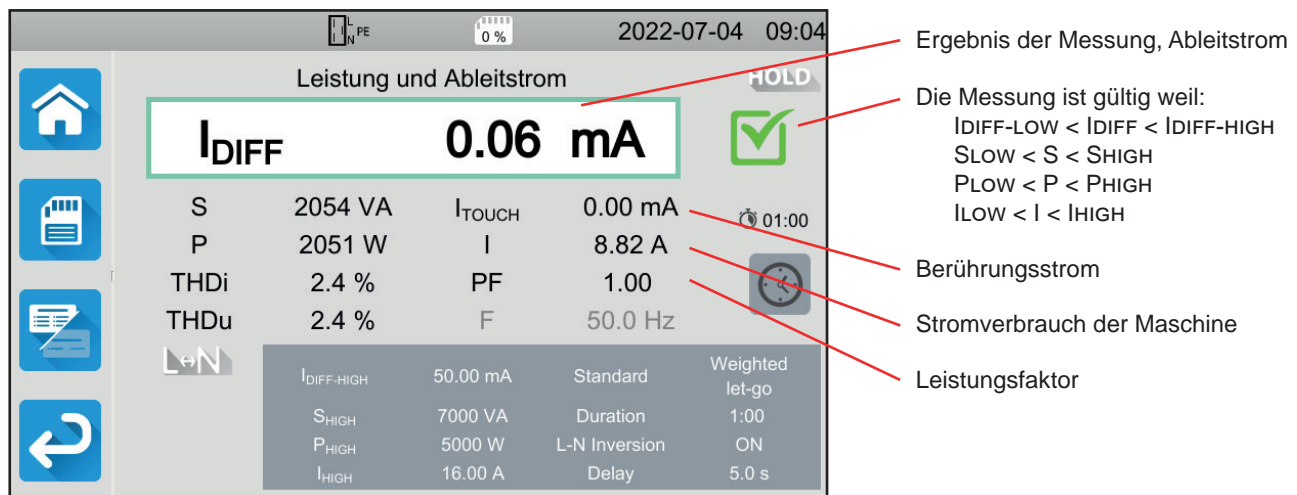 L
N PE
0 %
2022-07-04 09:04
Leistung und Ableitstrom
HOLD
IDIFF 0.06 mA
S 2054 VA ITOUCH 0.00 mA
01:00
P 2051 W I 8.82 A
THDi 2.4 % PF 1.00
THDu 2.4 % F 50.0 Hz
L⇔N
IDIFF-HIGH 50.00 mA Standard Weighted let-go
SHIGH 7000 VA Duration 1:00
PHIGH 5000 W L-N Inversion ON
IHIGH 16.00 A Delay 5.0 s
Ergebnis der Messung, Ableitstrom
Die Messung ist gültig weil:
IDIFF-LOW < IDIFF < IDIFF-HIGH
SLOW < S < SHIGH
PLOW < P < PHIGH
ILOW < I < IHIGH
Berührungsstrom
Stromverbrauch der Maschine
Leistungsfaktor